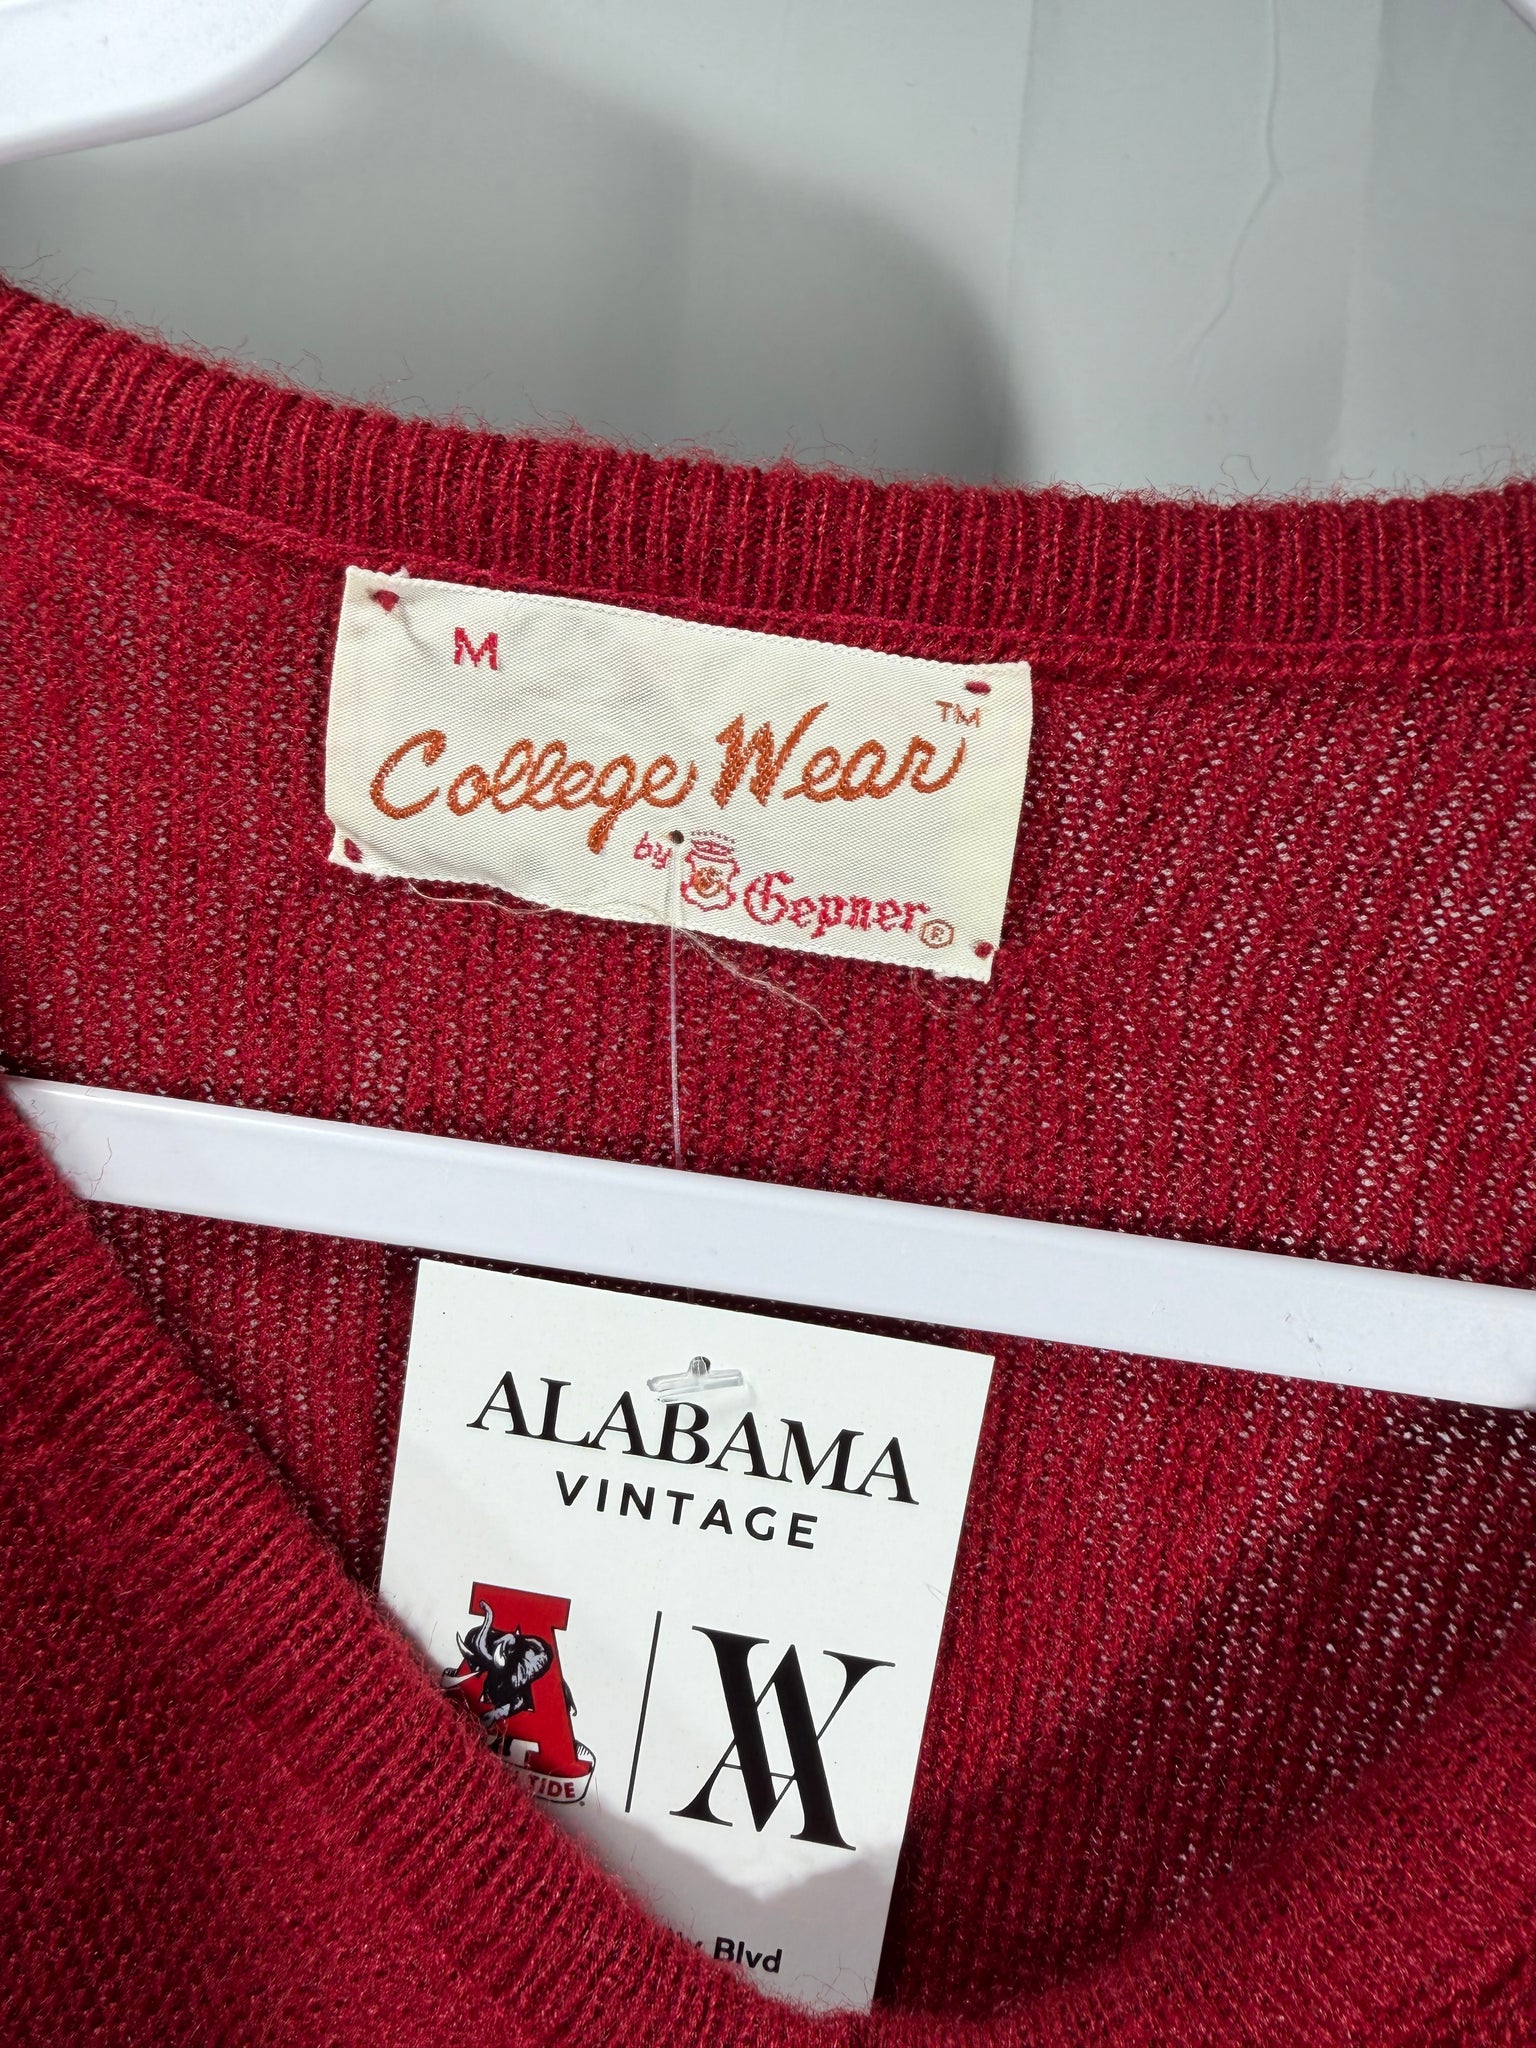 M
College Wear™
by Gepner®
ALABAMA
VINTAGE
TIDE
Blvd